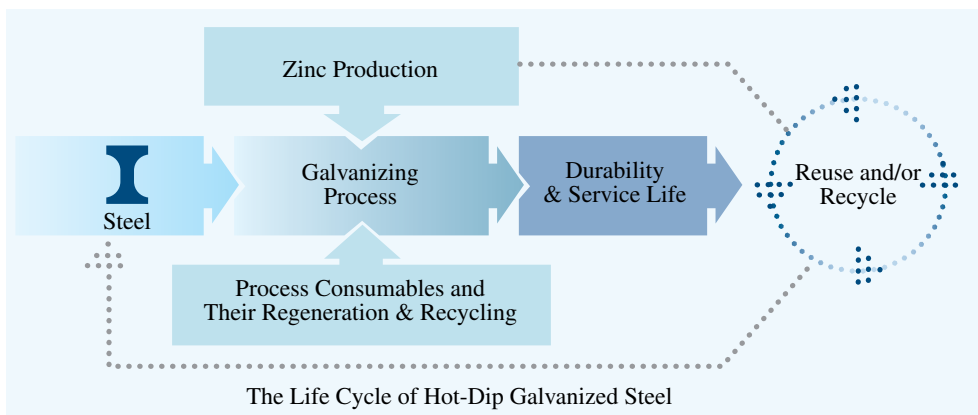 Zinc Production
Steel
Galvanizing
Process
Durability
& Service Life
Reuse and/or
Recycle
Process Consumables and
Their Regeneration & Recycling
The Life Cycle of Hot-Dip Galvanized Steel